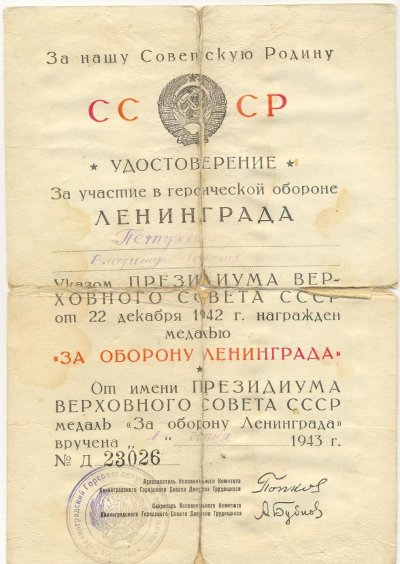 За нашу Советскую Родину
СССР
УДОСТОВЕРЕНИЕ
За участие в героической обороне
ЛЕНИНГРАДА
Владимир
Указом ПРЕЗИДИУМА ВЕР-
ХОВНОГО СОВЕТА СССР
от 22 декабря 1942 г. награжден
медалью
«ЗА ОБОРОНУ ЛЕНИНГРАДА»
От имени ПРЕЗИДИУМА
ВЕРХОВНОГО СОВЕТА СССР
медаль «За оборону Ленинграда»
вручена „1“ 1943 г.
№ Д 23026
Председатель Исполнительного Комитета
Ленинградского Городского Совета Депутатов Трудящихся
Попков
Секретарь Исполнительного Комитета
Ленинградского Городского Совета Депутатов Трудящихся
А Бубнов